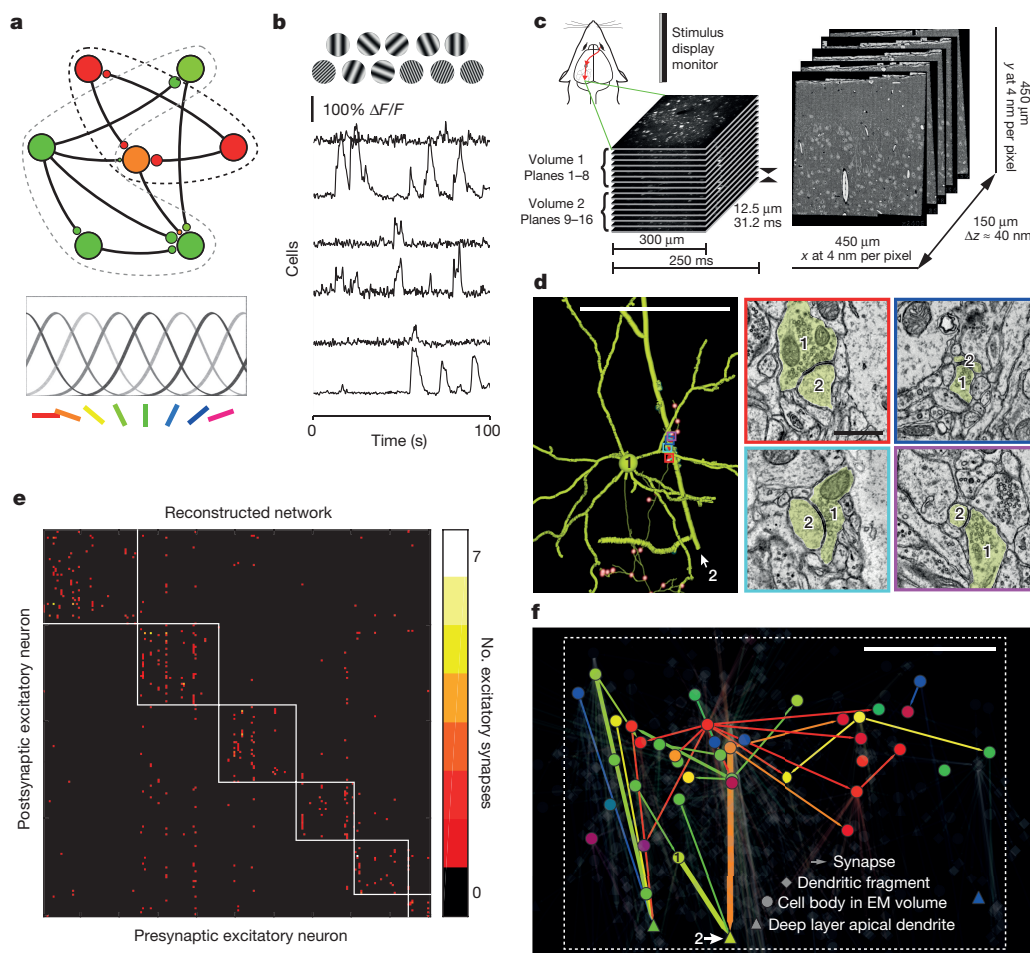 a
b
100% ΔF/F
Cells
0
100
Time (s)
c
Stimulus
display
monitor
Volume 1
Planes 1–8
Volume 2
Planes 9–16
12.5 μm
31.2 ms
300 μm
250 ms
450 μm
y at 4 nm per pixel
150 μm
Δz ≈ 40 nm
450 μm
x at 4 nm per pixel
d
1
2
1
2
2
1
2
1
2
1
e
Reconstructed network
Postsynaptic excitatory neuron
Presynaptic excitatory neuron
7
0
No. excitatory synapses
f
1
Synapse
Dendritic fragment
Cell body in EM volume
Deep layer apical dendrite
2